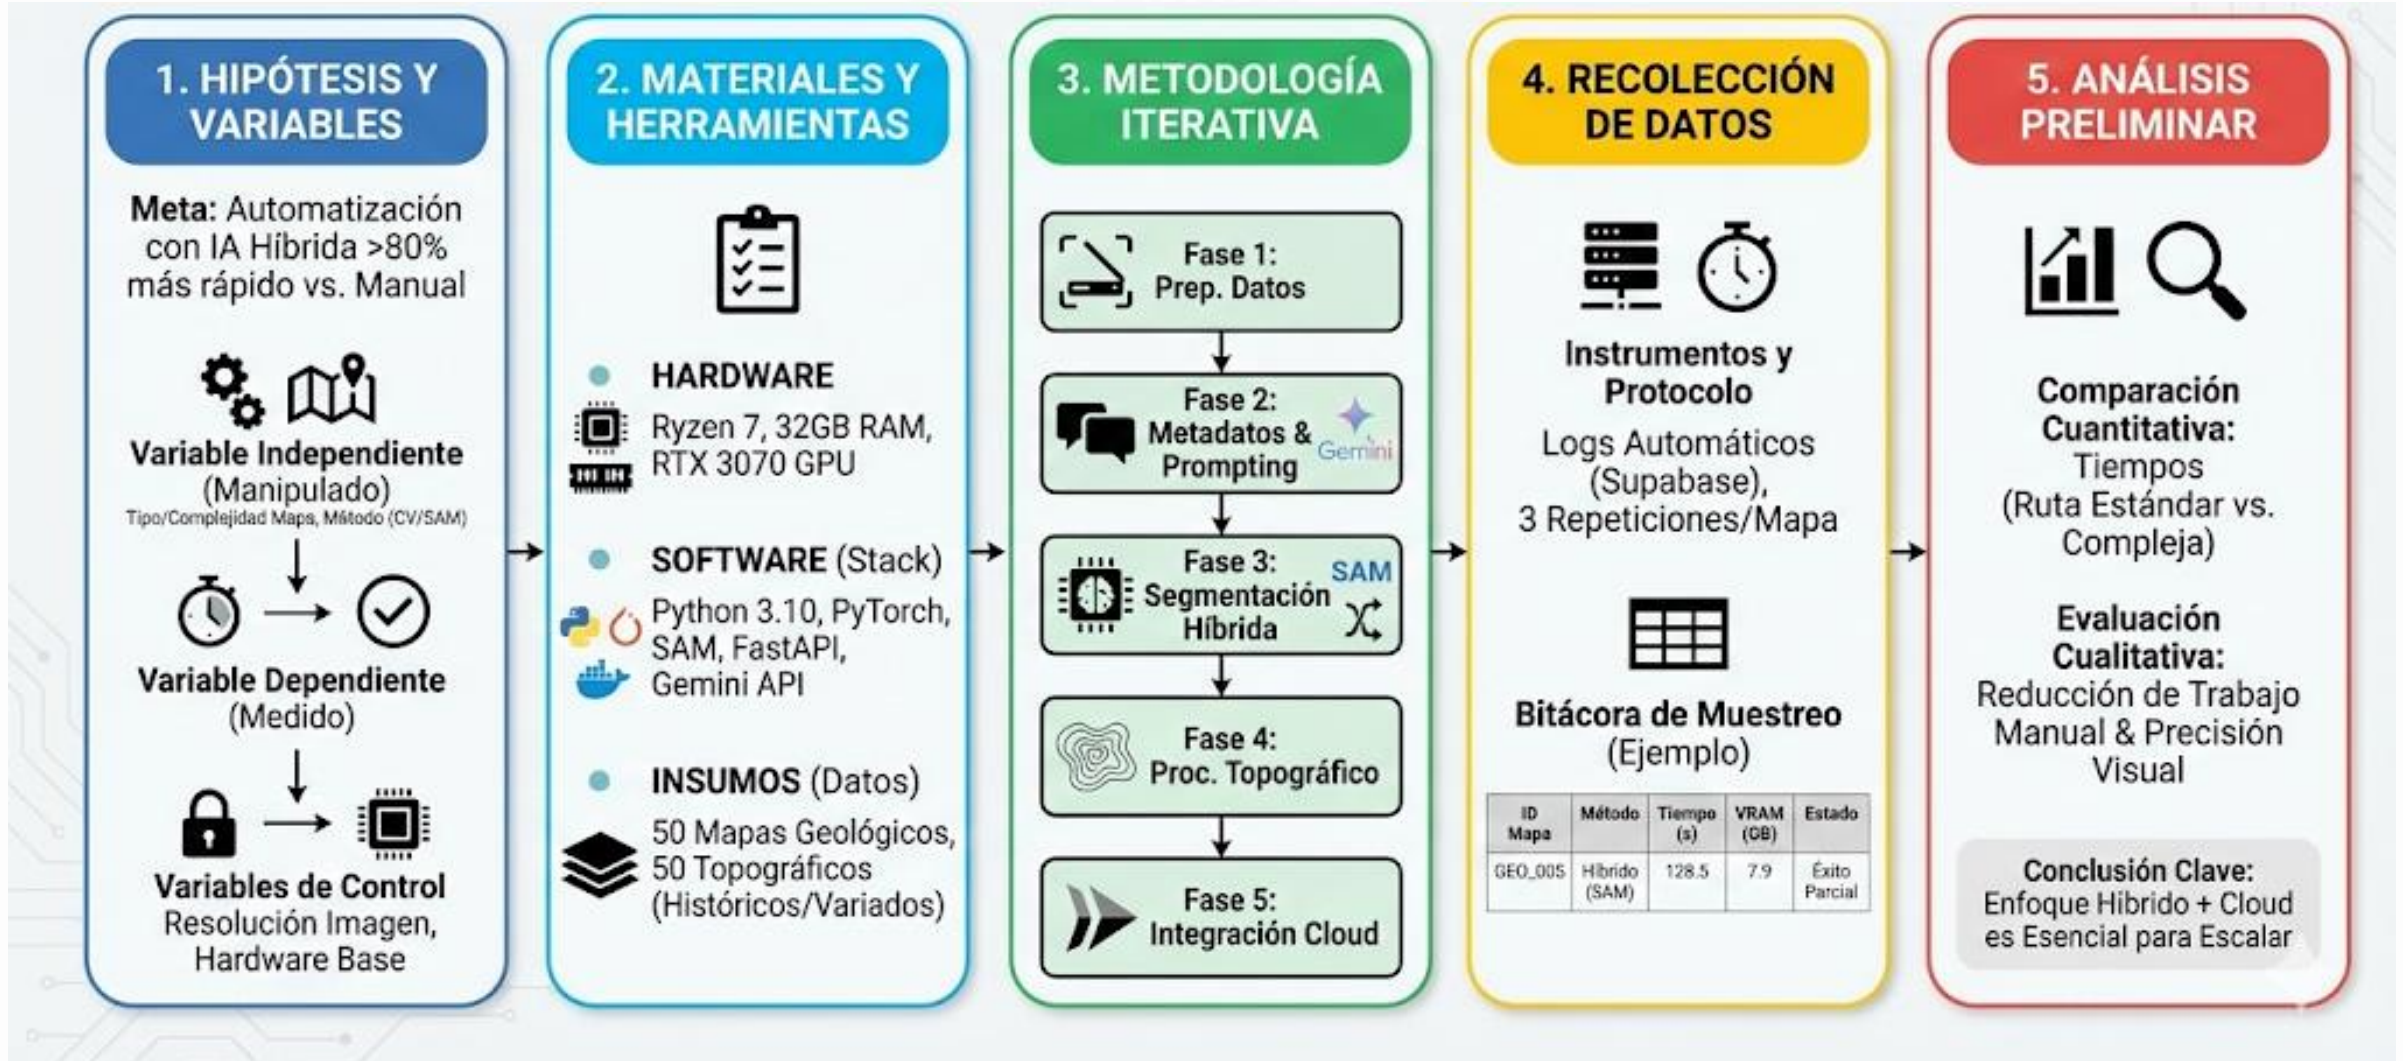 1. HIPÓTESIS Y
VARIABLES
Meta: Automatización
con IA Híbrida >80%
más rápido vs. Manual
Variable Independiente
(Manipulado)
Tipo/Complejidad Maps, Método (CV/SAM)
Variable Dependiente
(Medido)
Variables de Control
Resolución Imagen,
Hardware Base
2. MATERIALES Y
HERRAMIENTAS
HARDWARE
Ryzen 7, 32GB RAM,
RTX 3070 GPU
SOFTWARE (Stack)
Python 3.10, PyTorch,
SAM, FastAPI,
Gemini API
INSUMOS (Datos)
50 Mapas Geológicos,
50 Topográficos
(Históricos/Variados)
3. METODOLOGÍA
ITERATIVA
Fase 1:
Prep. Datos
Fase 2:
Metadatos &
Prompting
Gemini
Fase 3:
Segmentación
Híbrida
SAM
Fase 4:
Proc. Topográfico
Fase 5:
Integración Cloud
4. RECOLECCIÓN
DE DATOS
Instrumentos y
Protocolo
Logs Automáticos
(Supabase),
3 Repeticiones/Mapa
Bitácora de Muestreo
(Ejemplo)
ID Mapa Método Tiempo (s) VRAM (GB) Estado
GEO_005 Híbrido (SAM) 128.5 7.9 Éxito Parcial
5. ANÁLISIS
PRELIMINAR
Comparación
Cuantitativa:
Tiempos
(Ruta Estándar vs.
Compleja)
Evaluación
Cualitativa:
Reducción de Trabajo
Manual & Precisión
Visual
Conclusión Clave:
Enfoque Hibrido + Cloud
es Esencial para Escalar